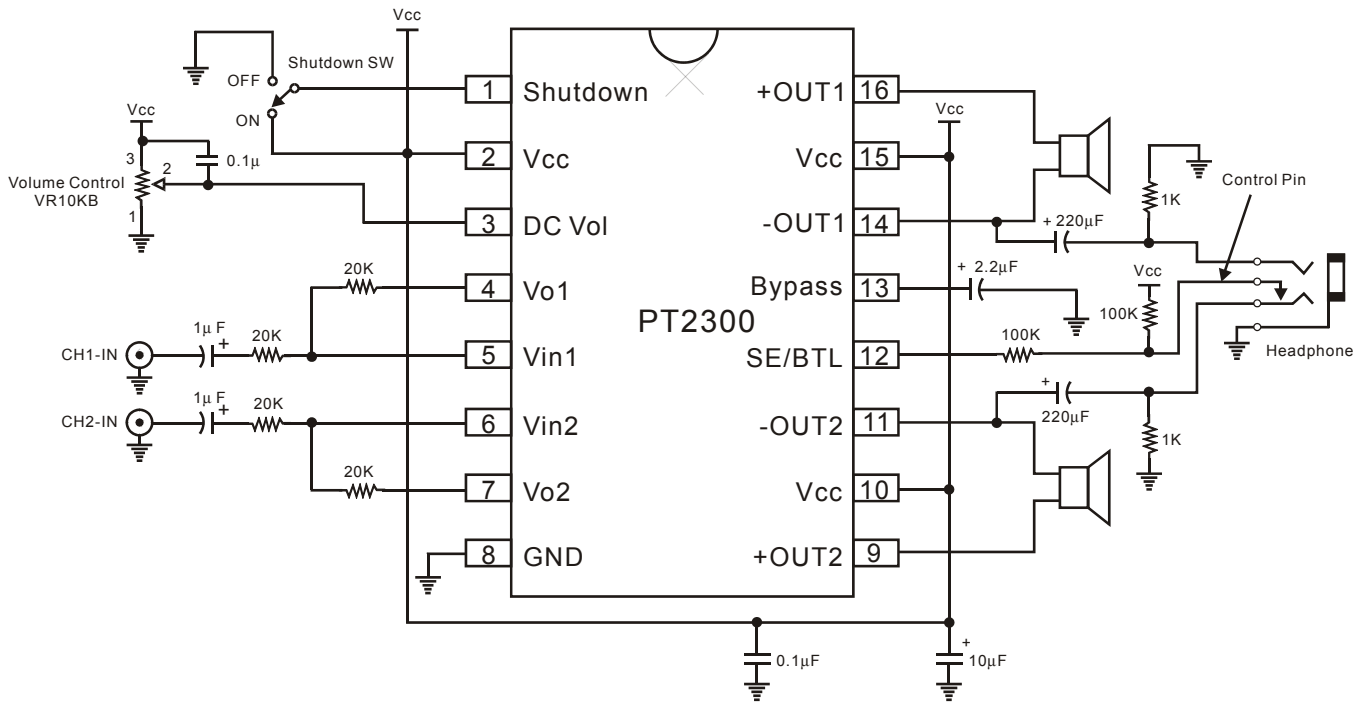 Vcc
Shutdown SW
OFF
ON
Vcc
3
2
1
0.1μ
Volume Control
VR10KB
1 Shutdown
2 Vcc
3 DC Vol
20K
4 Vo1
1μ F
+
20K
CH1-IN
5 Vin1
1μ F
+
20K
CH2-IN
6 Vin2
20K
7 Vo2
8 GND
PT2300
+OUT1 16
Vcc
Vcc 15
-OUT1 14
+ 220μF
1K
Control Pin
Bypass 13
+ 2.2μF
Vcc
100K
SE/BTL 12
100K
Headphone
+
220μF
-OUT2 11
1K
Vcc 10
+OUT2 9
0.1μF
+
10μF